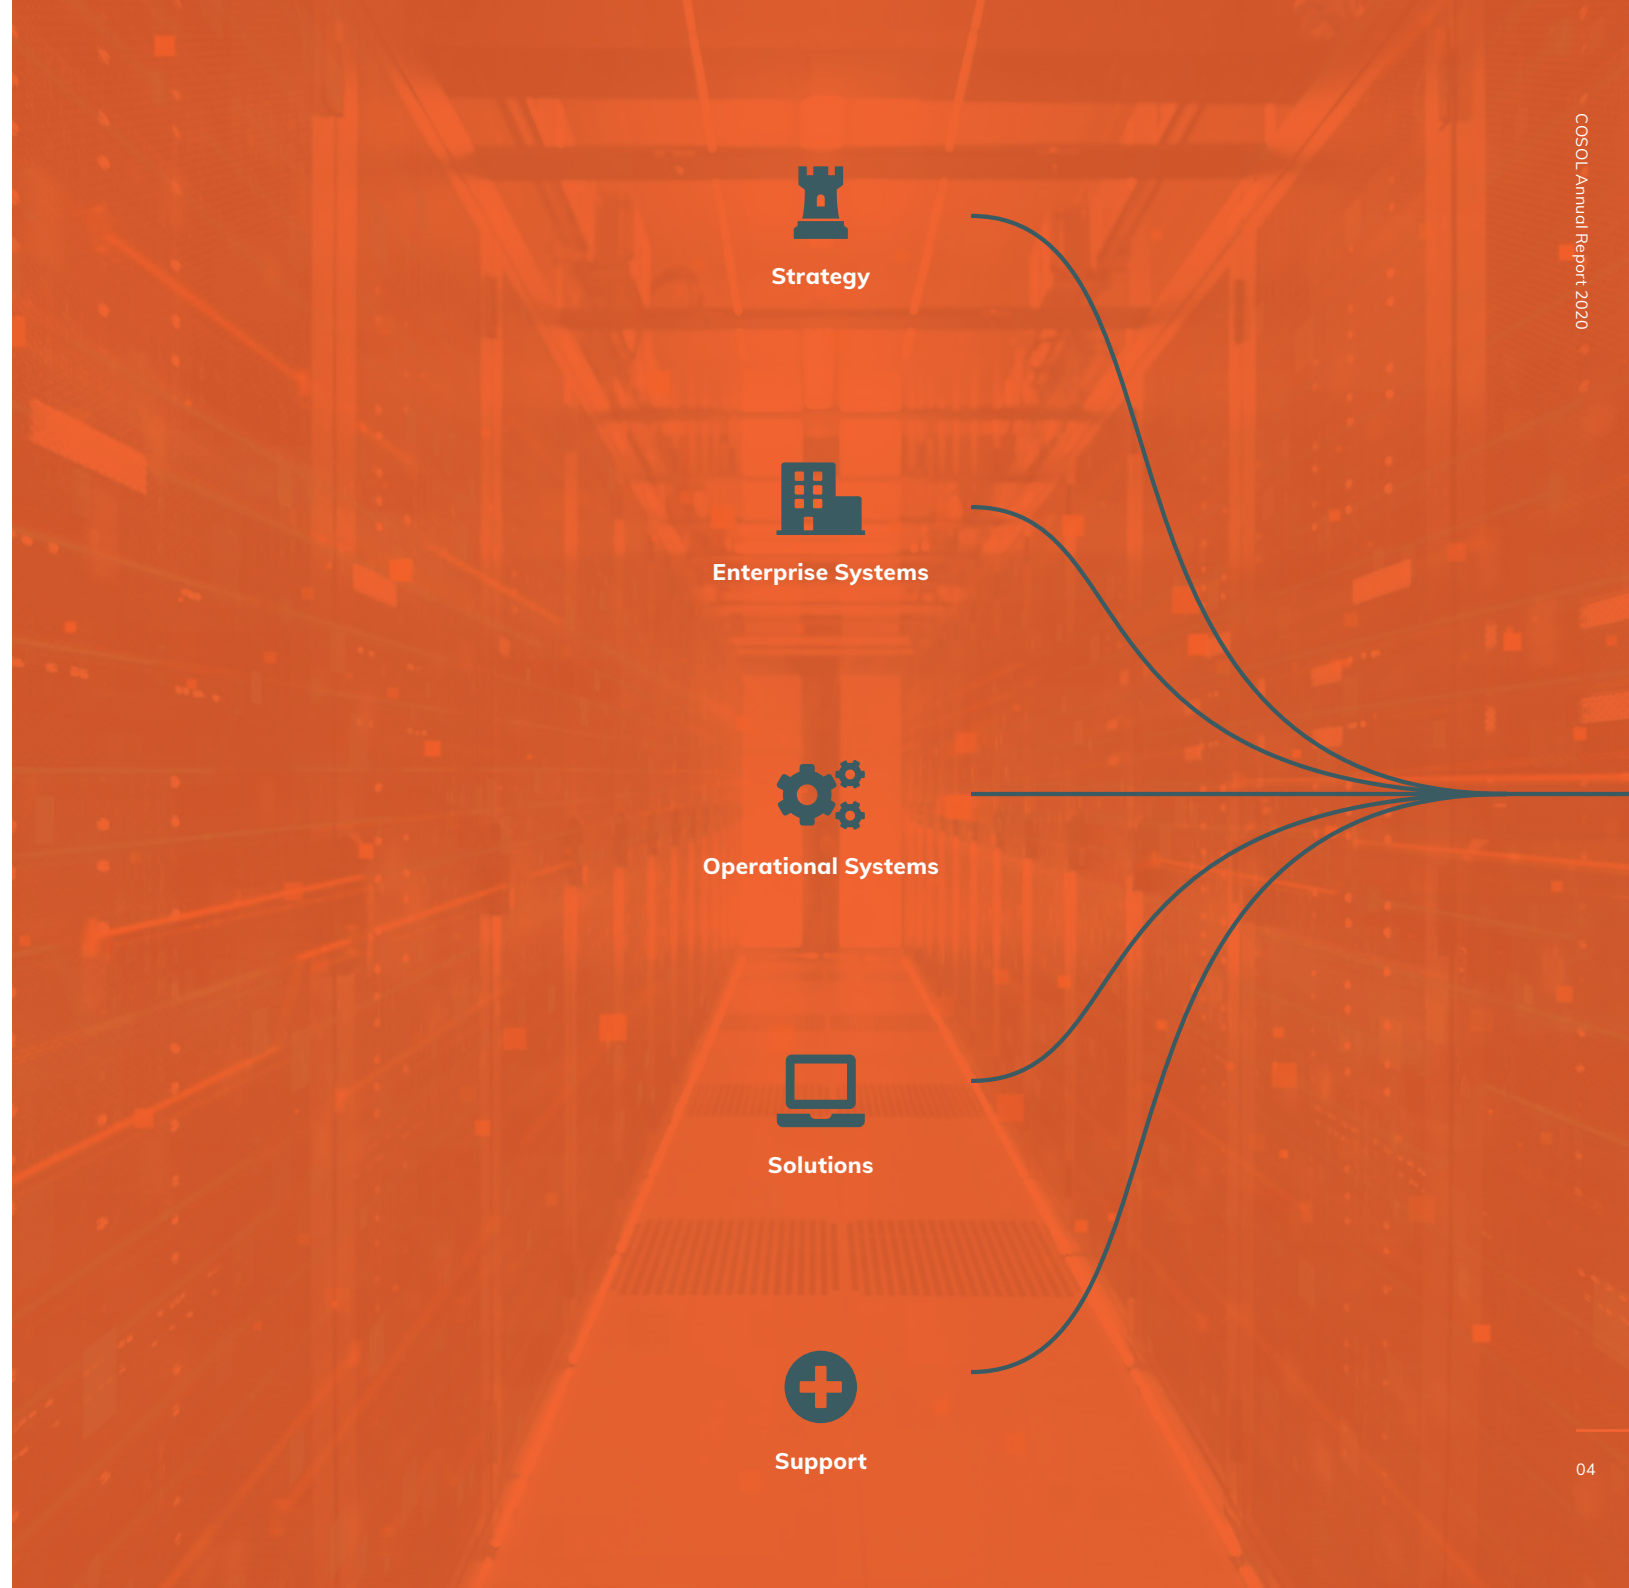 COSOL Annual Report 2020
Strategy
Enterprise Systems
Operational Systems
Solutions
Support
04